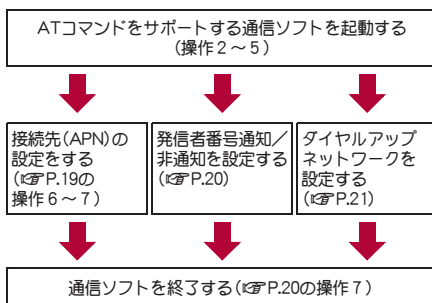 ATコマンドをサポートする通信ソフトを起動する
(操作2～5)
接続先(APN)の
設定をする
(☞P.19の
操作6～7)
発信者番号通知／
非通知を設定する
(☞P.20)
ダイヤルアップ
ネットワークを
設定する
(☞P.21)
通信ソフトを終了する(☞P.20の操作7)